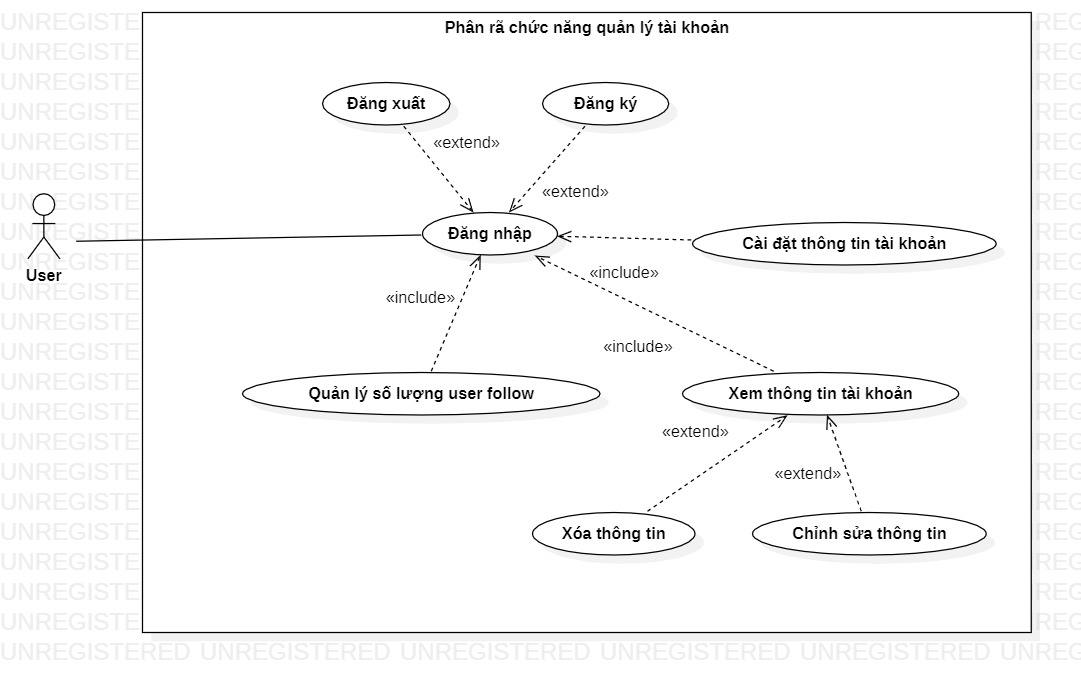 Phân rã chức năng quản lý tài khoản
Đăng xuất
Đăng ký
«extend»
«extend»
Đăng nhập
Cài đặt thông tin tài khoản
User
«include»
«include»
«include»
Quản lý số lượng user follow
Xem thông tin tài khoản
«extend»
«extend»
Xóa thông tin
Chỉnh sửa thông tin
UNREGISTERED UNREGISTERED UNREGISTERED UNREGISTERED UNREGISTERED UNREG